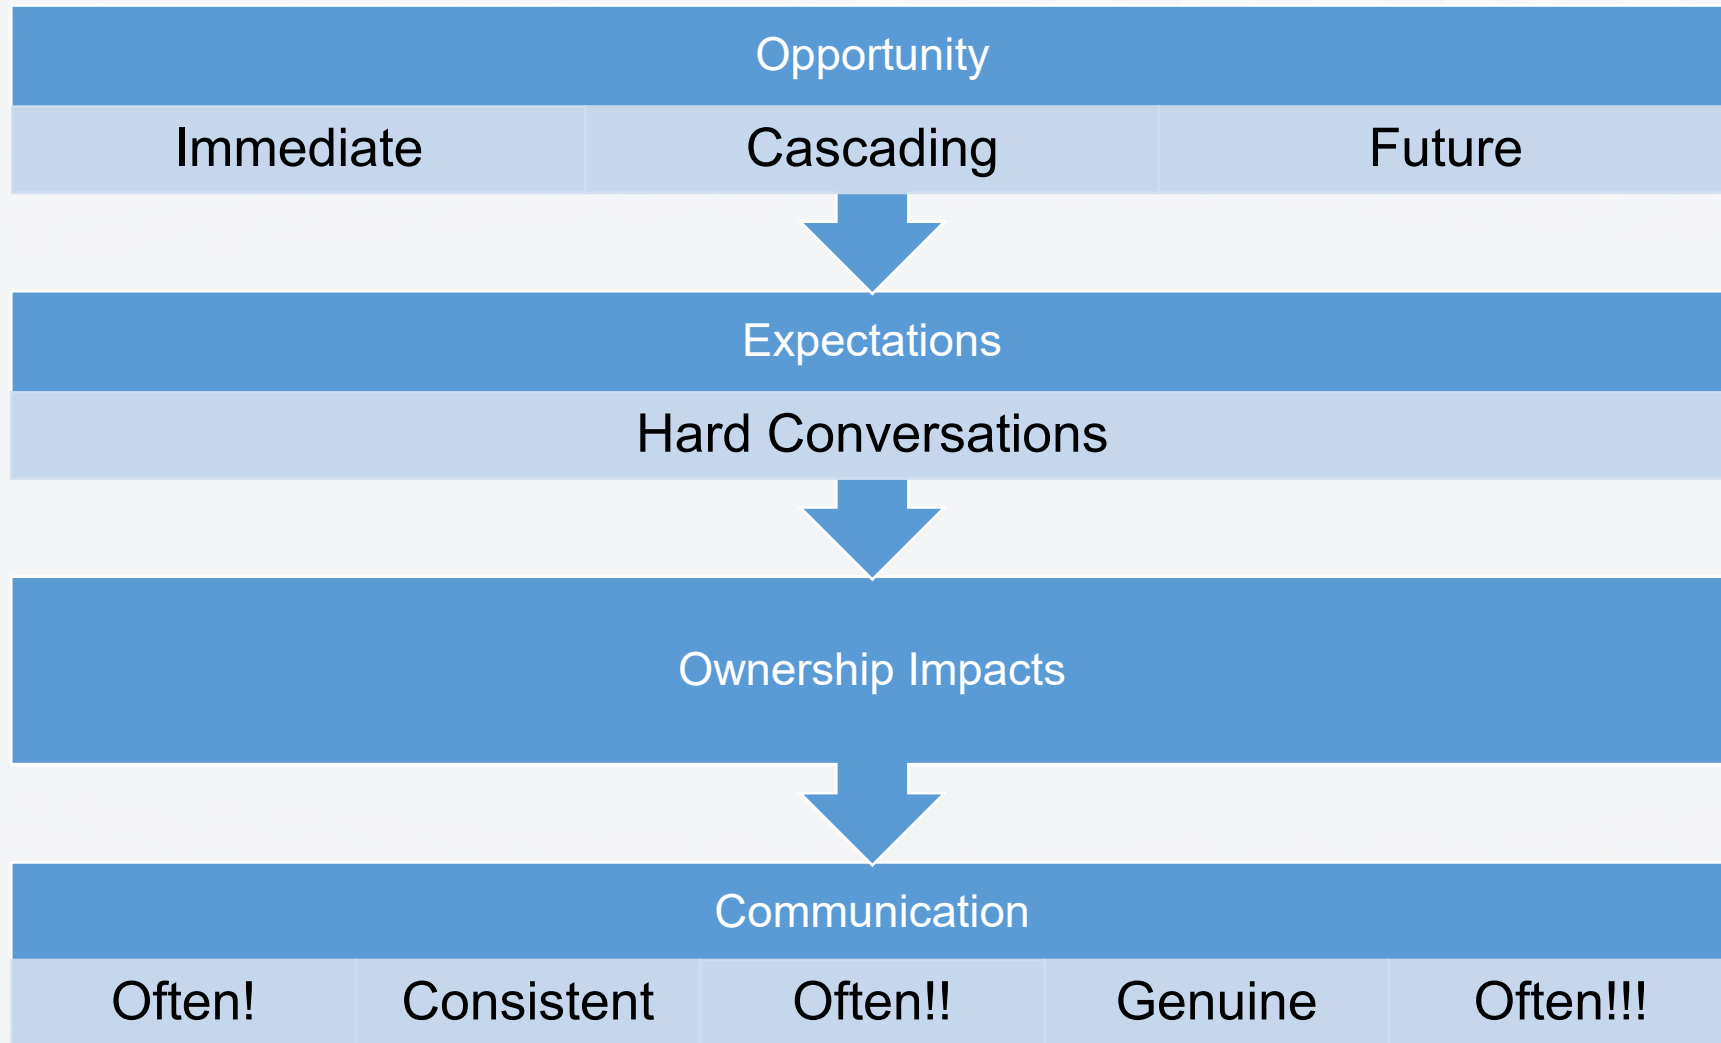 Opportunity
Immediate Cascading Future
Expectations
Hard Conversations
Ownership Impacts
Communication
Often! Consistent Often!! Genuine Often!!!